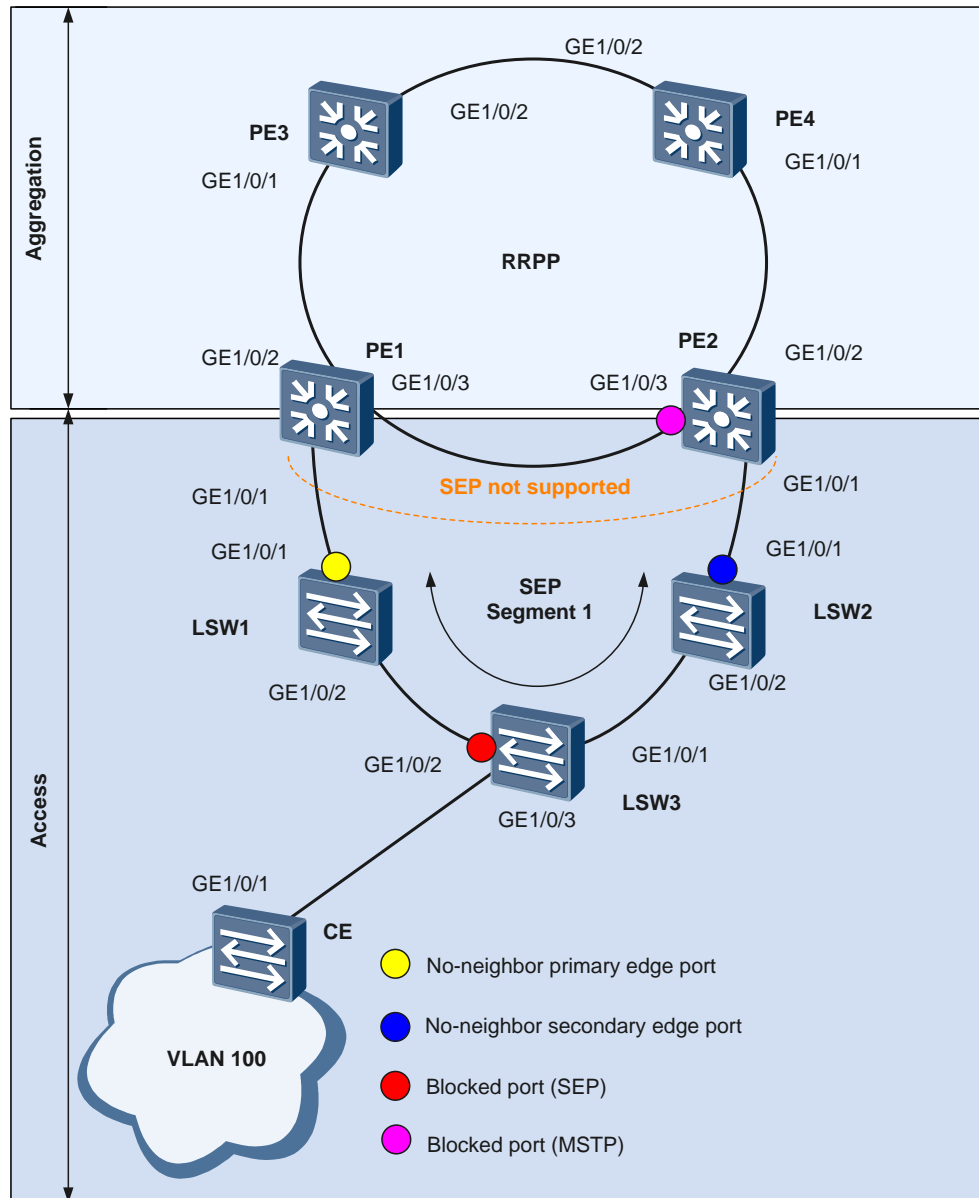 GE1/0/2
PE3
GE1/0/2
PE4
GE1/0/1
GE1/0/1
Aggregation
RRPP
GE1/0/2
PE1
GE1/0/3
PE2
GE1/0/3
GE1/0/2
SEP not supported
GE1/0/1
GE1/0/1
GE1/0/1
GE1/0/1
LSW1
SEP
Segment 1
LSW2
GE1/0/2
GE1/0/2
GE1/0/2
GE1/0/1
LSW3
GE1/0/3
Access
GE1/0/1
CE
VLAN 100
No-neighbor primary edge port
No-neighbor secondary edge port
Blocked port (SEP)
Blocked port (MSTP)